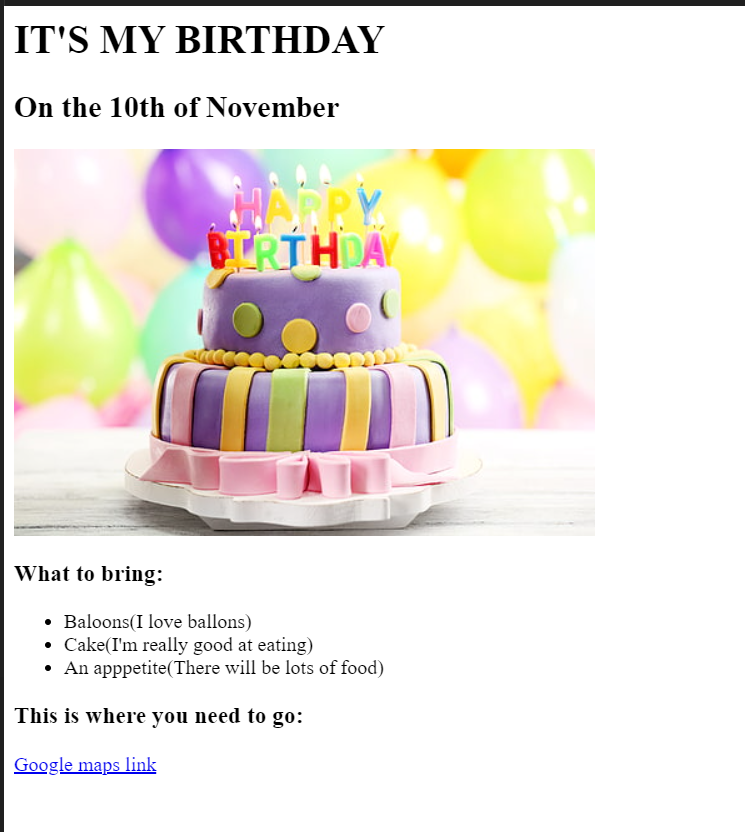 IT'S MY BIRTHDAY
On the 10th of November
HAPPY
BIRTHDAY
What to bring:
Baloons(I love ballons)
Cake(I'm really good at eating)
An apppetite(There will be lots of food)
This is where you need to go:
Google maps link